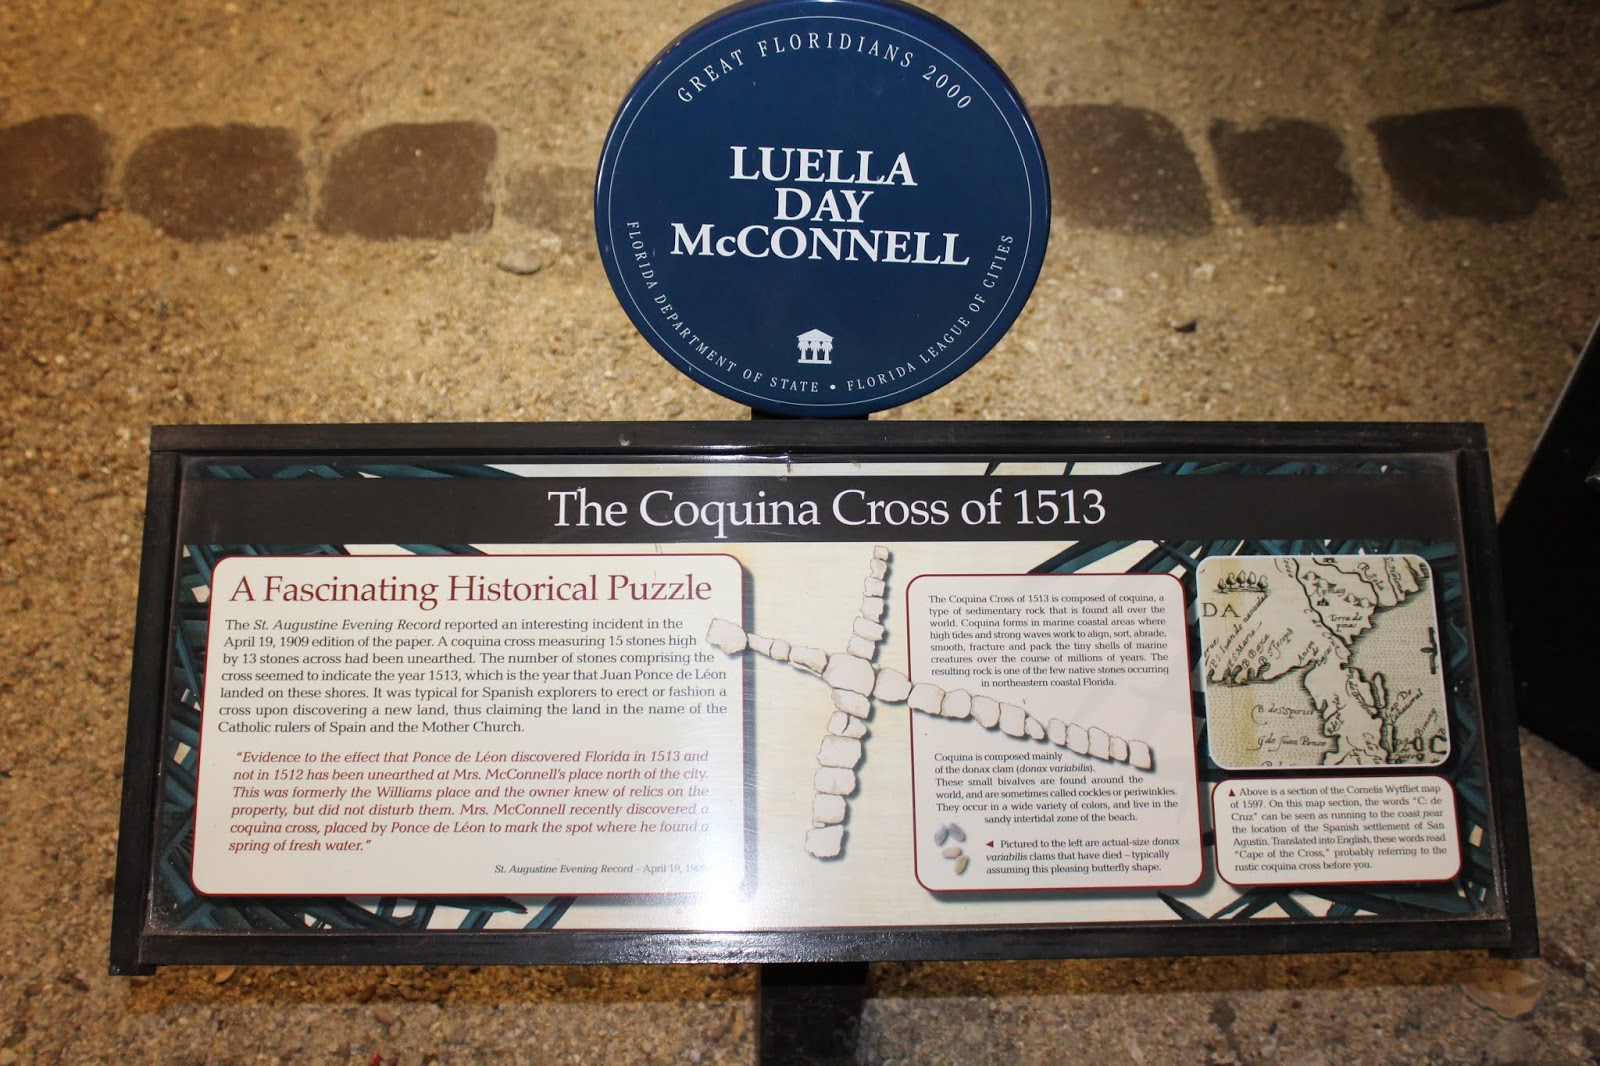 GREAT FLORIDIANS 2000
LUELLA
DAY
McCONNELL
FLORIDA DEPARTMENT OF STATE • FLORIDA LEAGUE OF CITIES
The Coquina Cross of 1513
A Fascinating Historical Puzzle
The St. Augustine Evening Record reported an interesting incident in the
April 19, 1909 edition of the paper. A coquina cross measuring 15 stones high
by 13 stones across had been unearthed. The number of stones comprising the
cross seemed to indicate the year 1513, which is the year that Juan Ponce de Léon
landed on these shores. It was typical for Spanish explorers to erect or fashion a
cross upon discovering a new land, thus claiming the land in the name of the
Catholic rulers of Spain and the Mother Church.
"Evidence to the effect that Ponce de Léon discovered Florida in 1513 and
not in 1512 has been unearthed at Mrs. McConnell's place north of the city.
This was formerly the Williams place and the owner knew of relics on the
property, but did not disturb them. Mrs. McConnell recently discovered a
coquina cross, placed by Ponce de Léon to mark the spot where he found a
spring of fresh water."
St. Augustine Evening Record – April 19, 1909
The Coquina Cross of 1513 is composed of coquina, a
type of sedimentary rock that is found all over the
world. Coquina forms in marine coastal areas where
high tides and strong waves work to align, sort, abrade,
smooth, fracture and pack the tiny shells of marine
creatures over the course of millions of years. The
resulting rock is one of the few native stones occurring
in northeastern coastal Florida.
Coquina is composed mainly
of the donax clam (donax variabilis).
These small bivalves are found around the
world, and are sometimes called cockles or periwinkles.
They occur in a wide variety of colors, and live in the
sandy intertidal zone of the beach.
◄ Pictured to the left are actual-size donax
variabilis clams that have died – typically
assuming this pleasing butterfly shape.
DA
B. de S spirito
G. de Juan Ponce
▲ Above is a section of the Cornelis Wytfliet map
of 1597. On this map section, the words "C: de
Cruz" can be seen as running to the coast near
the location of the Spanish settlement of San
Agustin. Translated into English, these words read
"Cape of the Cross," probably referring to the
rustic coquina cross before you.